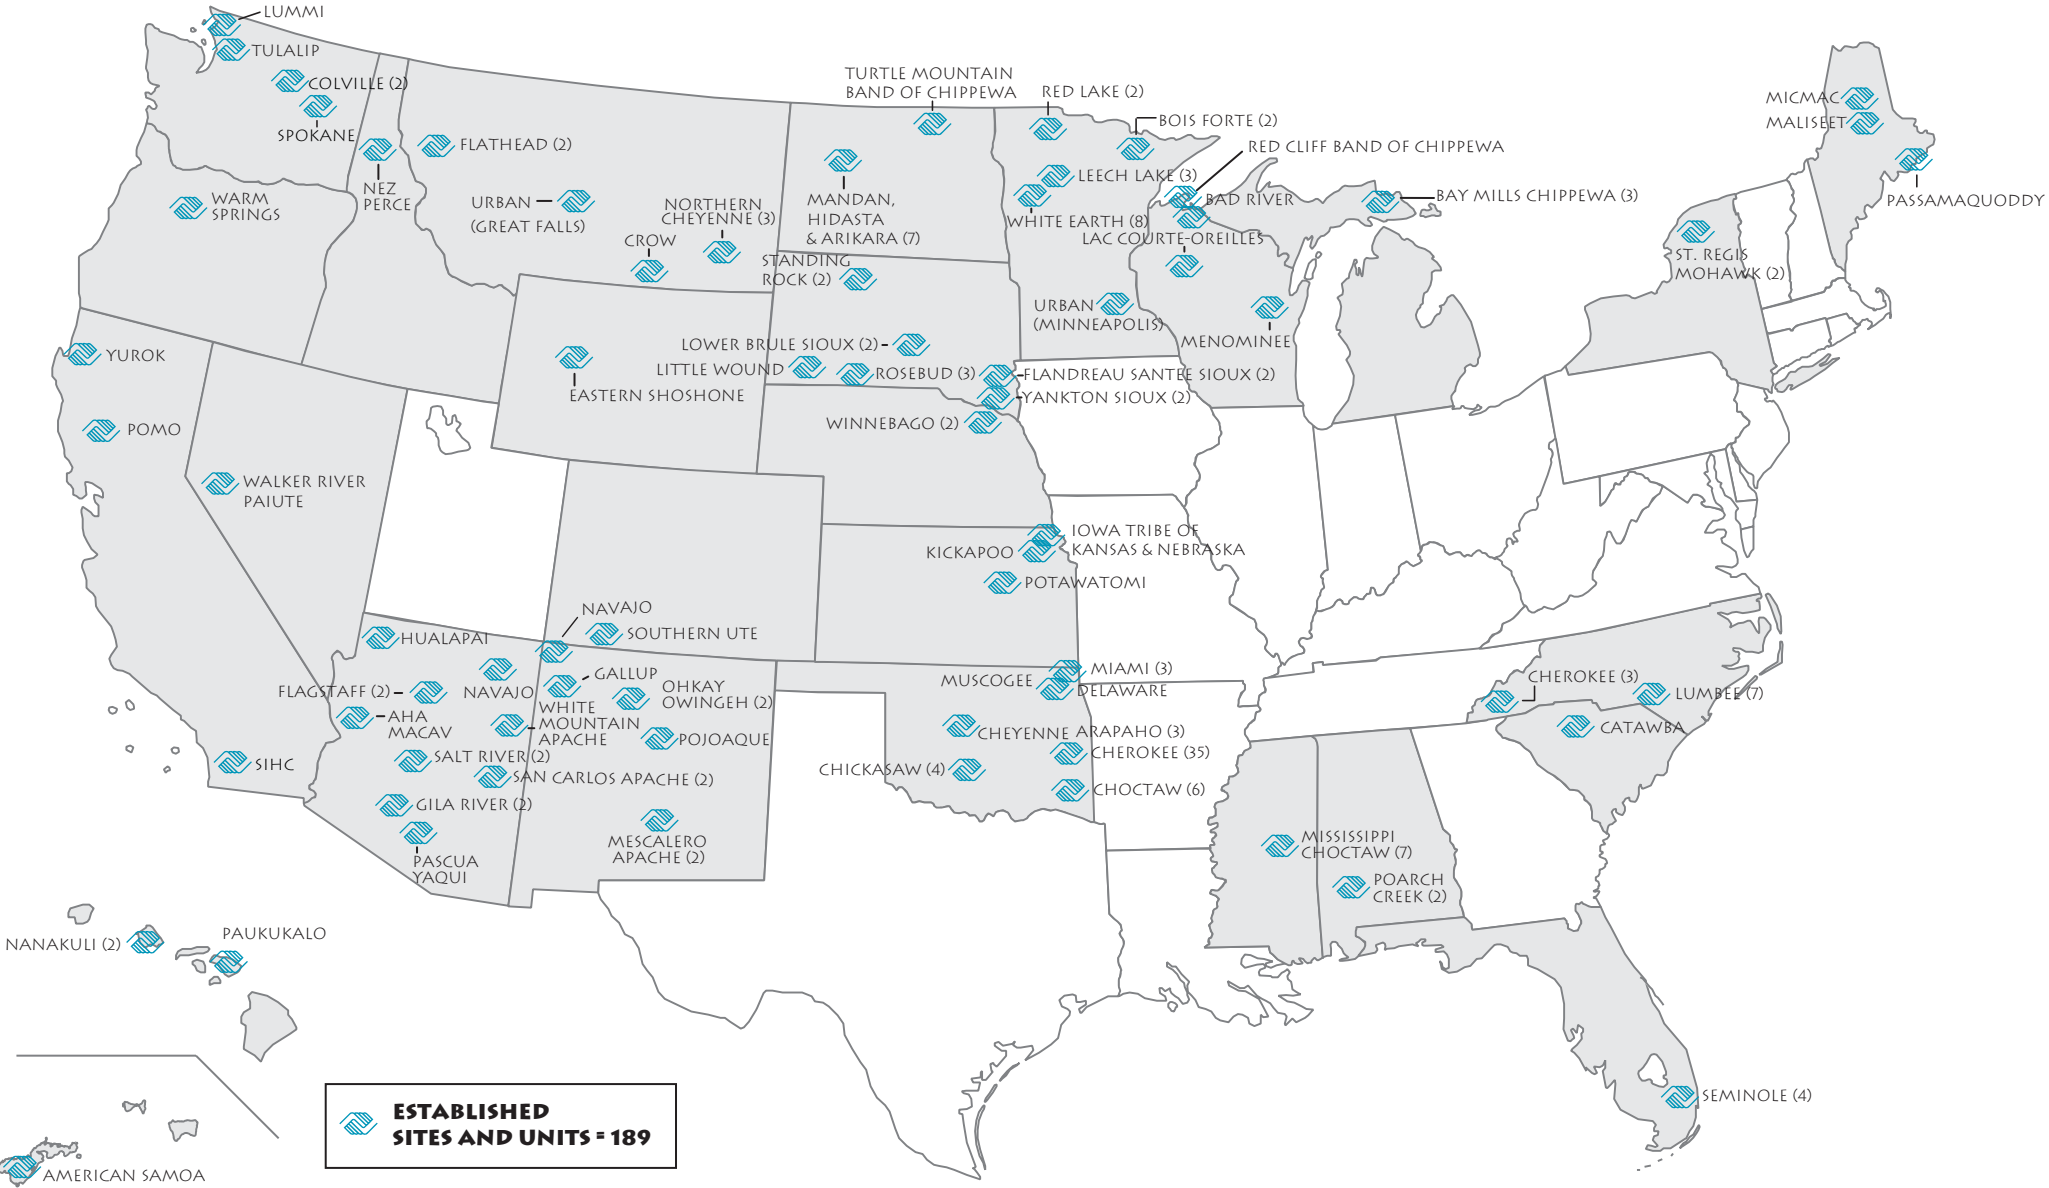 LUMMI
TULALIP
COLVILLE (2)
SPOKANE
NEZ
PERCE
WARM
SPRINGS
FLATHEAD (2)
URBAN
(GREAT FALLS)
NORTHERN
CHEYENNE (3)
CROW
TURTLE MOUNTAIN
BAND OF CHIPPEWA
MANDAN,
HIDASTA
& ARIKARA (7)
STANDING
ROCK (2)
RED LAKE (2)
BOIS FORTE (2)
RED CLIFF BAND OF CHIPPEWA
LEECH LAKE (3)
WHITE EARTH (8)
BAD RIVER
LAC COURTE-OREILLES
BAY MILLS CHIPPEWA (3)
URBAN
(MINNEAPOLIS)
MENOMINEE
MICMAC
MALISEET
PASSAMAQUODDY
ST. REGIS
MOHAWK (2)
YUROK
POMO
WALKER RIVER
PAIUTE
EASTERN SHOSHONE
LOWER BRULE SIOUX (2)
LITTLE WOUND
ROSEBUD (3)
FLANDREAU SANTEE SIOUX (2)
YANKTON SIOUX (2)
WINNEBAGO (2)
IOWA TRIBE OF
KANSAS & NEBRASKA
KICKAPOO
POTAWATOMI
NAVAJO
SOUTHERN UTE
HUALAPAI
NAVAJO
FLAGSTAFF (2)
AHA
MACAV
GALLUP
OHKAY
OWINGEH (2)
WHITE
MOUNTAIN
APACHE
POJOAQUE
SALT RIVER (2)
SAN CARLOS APACHE (2)
GILA RIVER (2)
PASCUA
YAQUI
MESCALERO
APACHE (2)
SIHC
MIAMI (3)
MUSCOGEE
DELAWARE
CHEYENNE ARAPAHO (3)
CHEROKEE (35)
CHICKASAW (4)
CHOCTAW (6)
CHEROKEE (3)
LUMBEE (7)
CATAWBA
MISSISSIPPI
CHOCTAW (7)
POARCH
CREEK (2)
SEMINOLE (4)
NANAKULI (2)
PAUKUKALO
AMERICAN SAMOA
ESTABLISHED
SITES AND UNITS = 189